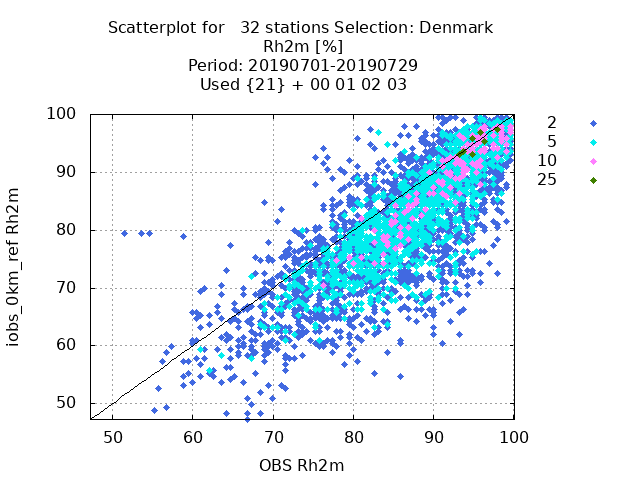 Scatterplot for   32 stations Selection: Denmark
Rh2m [%]
Period: 20190701-20190729
Used {21} + 00 01 02 03
100
90
80
70
60
50
50 60 70 80 90 100
iobs_0km_ref Rh2m
OBS Rh2m
2
5
10
25